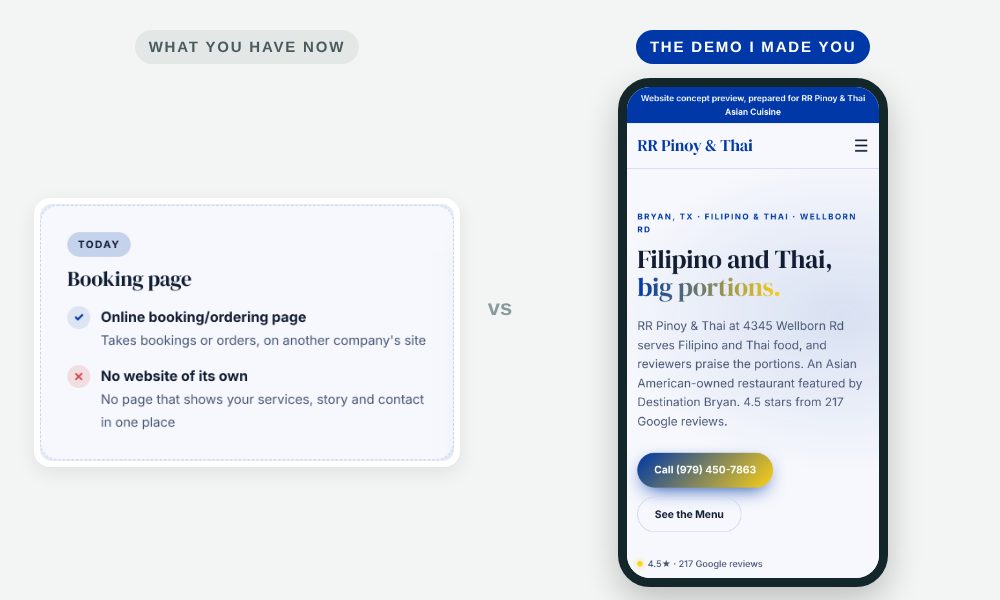 WHAT YOU HAVE NOW
TODAY
Booking page
Online booking/ordering page
Takes bookings or orders, on another company's site
No website of its own
No page that shows your services, story and contact
in one place
vs
THE DEMO I MADE YOU
Website concept preview, prepared for RR Pinoy & Thai
Asian Cuisine
RR Pinoy & Thai
BRYAN, TX · FILIPINO & THAI · WELLBORN
RD
Filipino and Thai,
big portions.
RR Pinoy & Thai at 4345 Wellborn Rd
serves Filipino and Thai food, and
reviewers praise the portions. An Asian
American-owned restaurant featured by
Destination Bryan. 4.5 stars from 217
Google reviews.
Call (979) 450-7863
See the Menu
4.5★ · 217 Google reviews